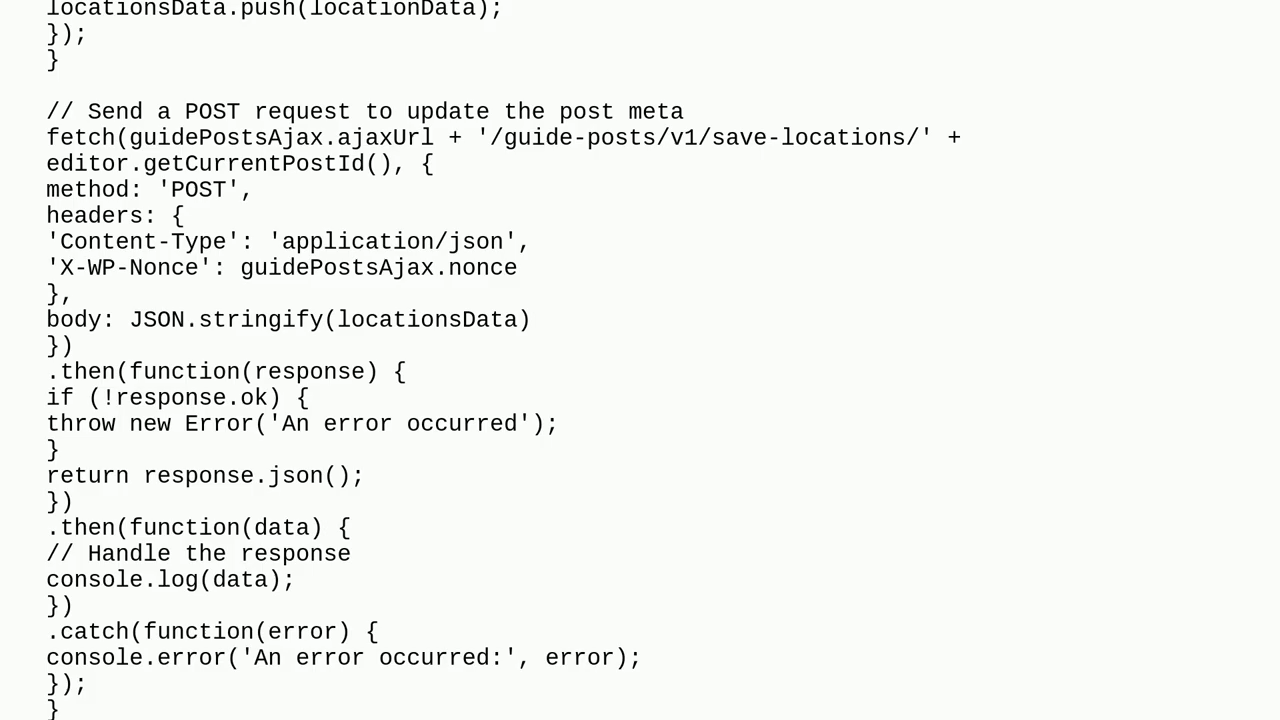 locationsData.push(locationData);
});
}
// Send a POST request to update the post meta
fetch(guidePostsAjax.ajaxUrl + '/guide-posts/v1/save-locations/' +
editor.getCurrentPostId(), {
method: 'POST',
headers: {
'Content-Type': 'application/json',
'X-WP-Nonce': guidePostsAjax.nonce
},
body: JSON.stringify(locationsData)
})
.then(function(response) {
if (!response.ok) {
throw new Error('An error occurred');
}
return response.json();
})
.then(function(data) {
// Handle the response
console.log(data);
})
.catch(function(error) {
console.error('An error occurred:', error);
});
}